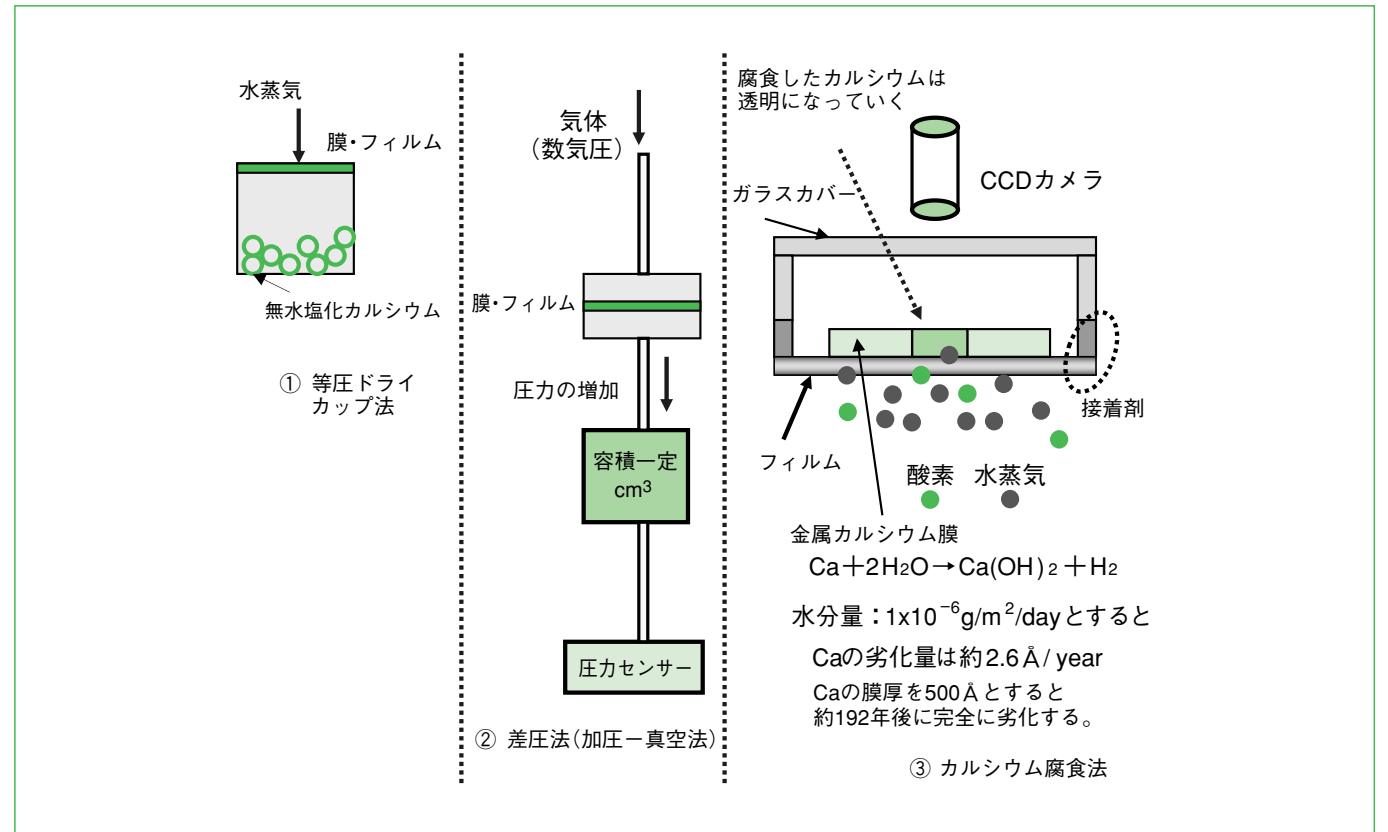 水蒸気
膜・フィルム
無水塩化カルシウム
① 等圧ドライ
カップ法
気体
（数気圧）
膜・フィルム
圧力の増加
容積一定
cm³
圧力センサー
② 差圧法（加圧－真空法）
腐食したカルシウムは
透明になっていく
CCDカメラ
ガラスカバー
接着剤
フィルム
酸素 水蒸気
金属カルシウム膜
Ca＋2H₂O→Ca(OH)₂＋H₂
水分量：1x10⁻⁶g/m²/dayとすると
Caの劣化量は約2.6Å/ year
Caの膜厚を500Åとすると
約192年後に完全に劣化する。
③ カルシウム腐食法